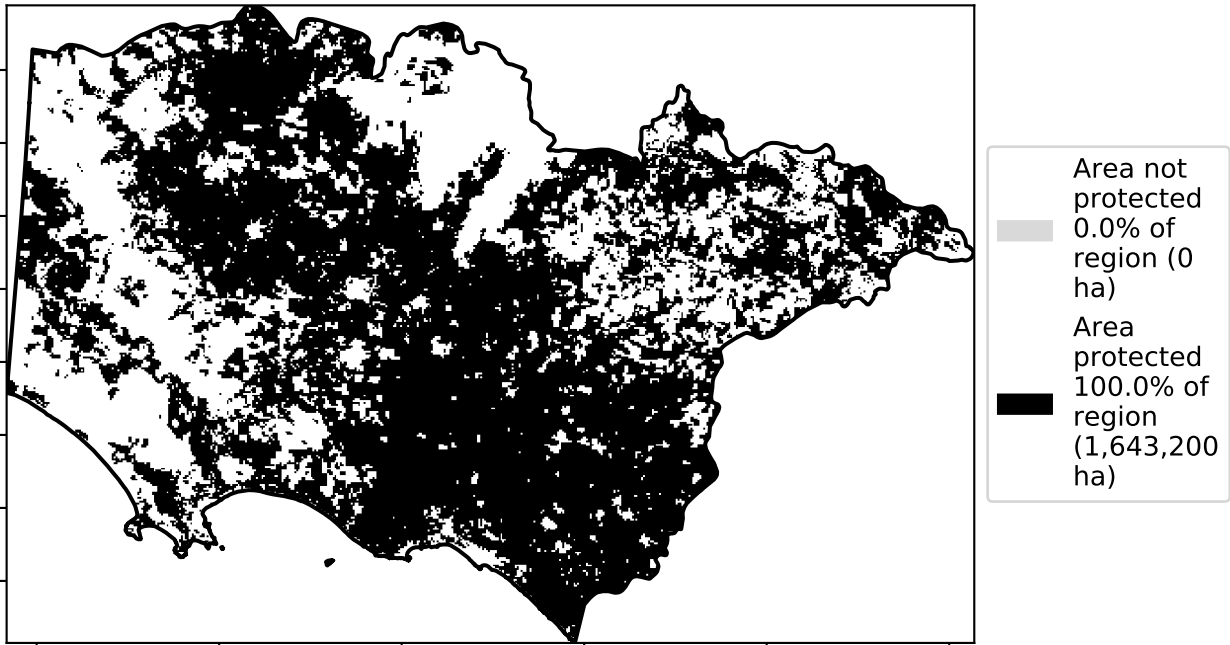 Area not
protected
0.0% of
region (0
ha)
Area
protected
100.0% of
region
(1,643,200
ha)